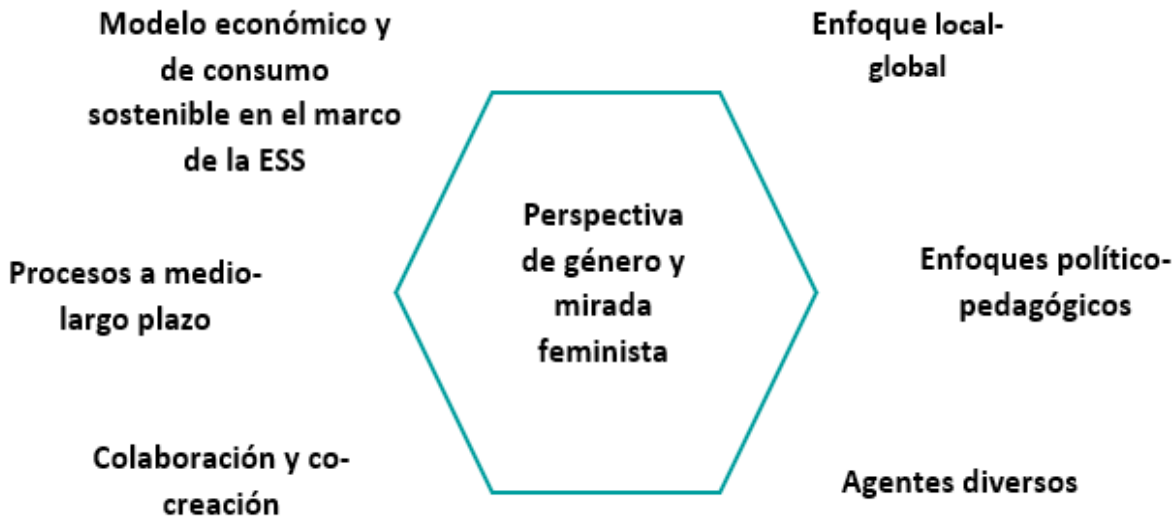 Modelo económico y
de consumo
sostenible en el marco
de la ESS
Enfoque local-
global
Perspectiva
de género y
mirada
feminista
Procesos a medio-
largo plazo
Enfoques político-
pedagógicos
Colaboración y co-
creación
Agentes diversos